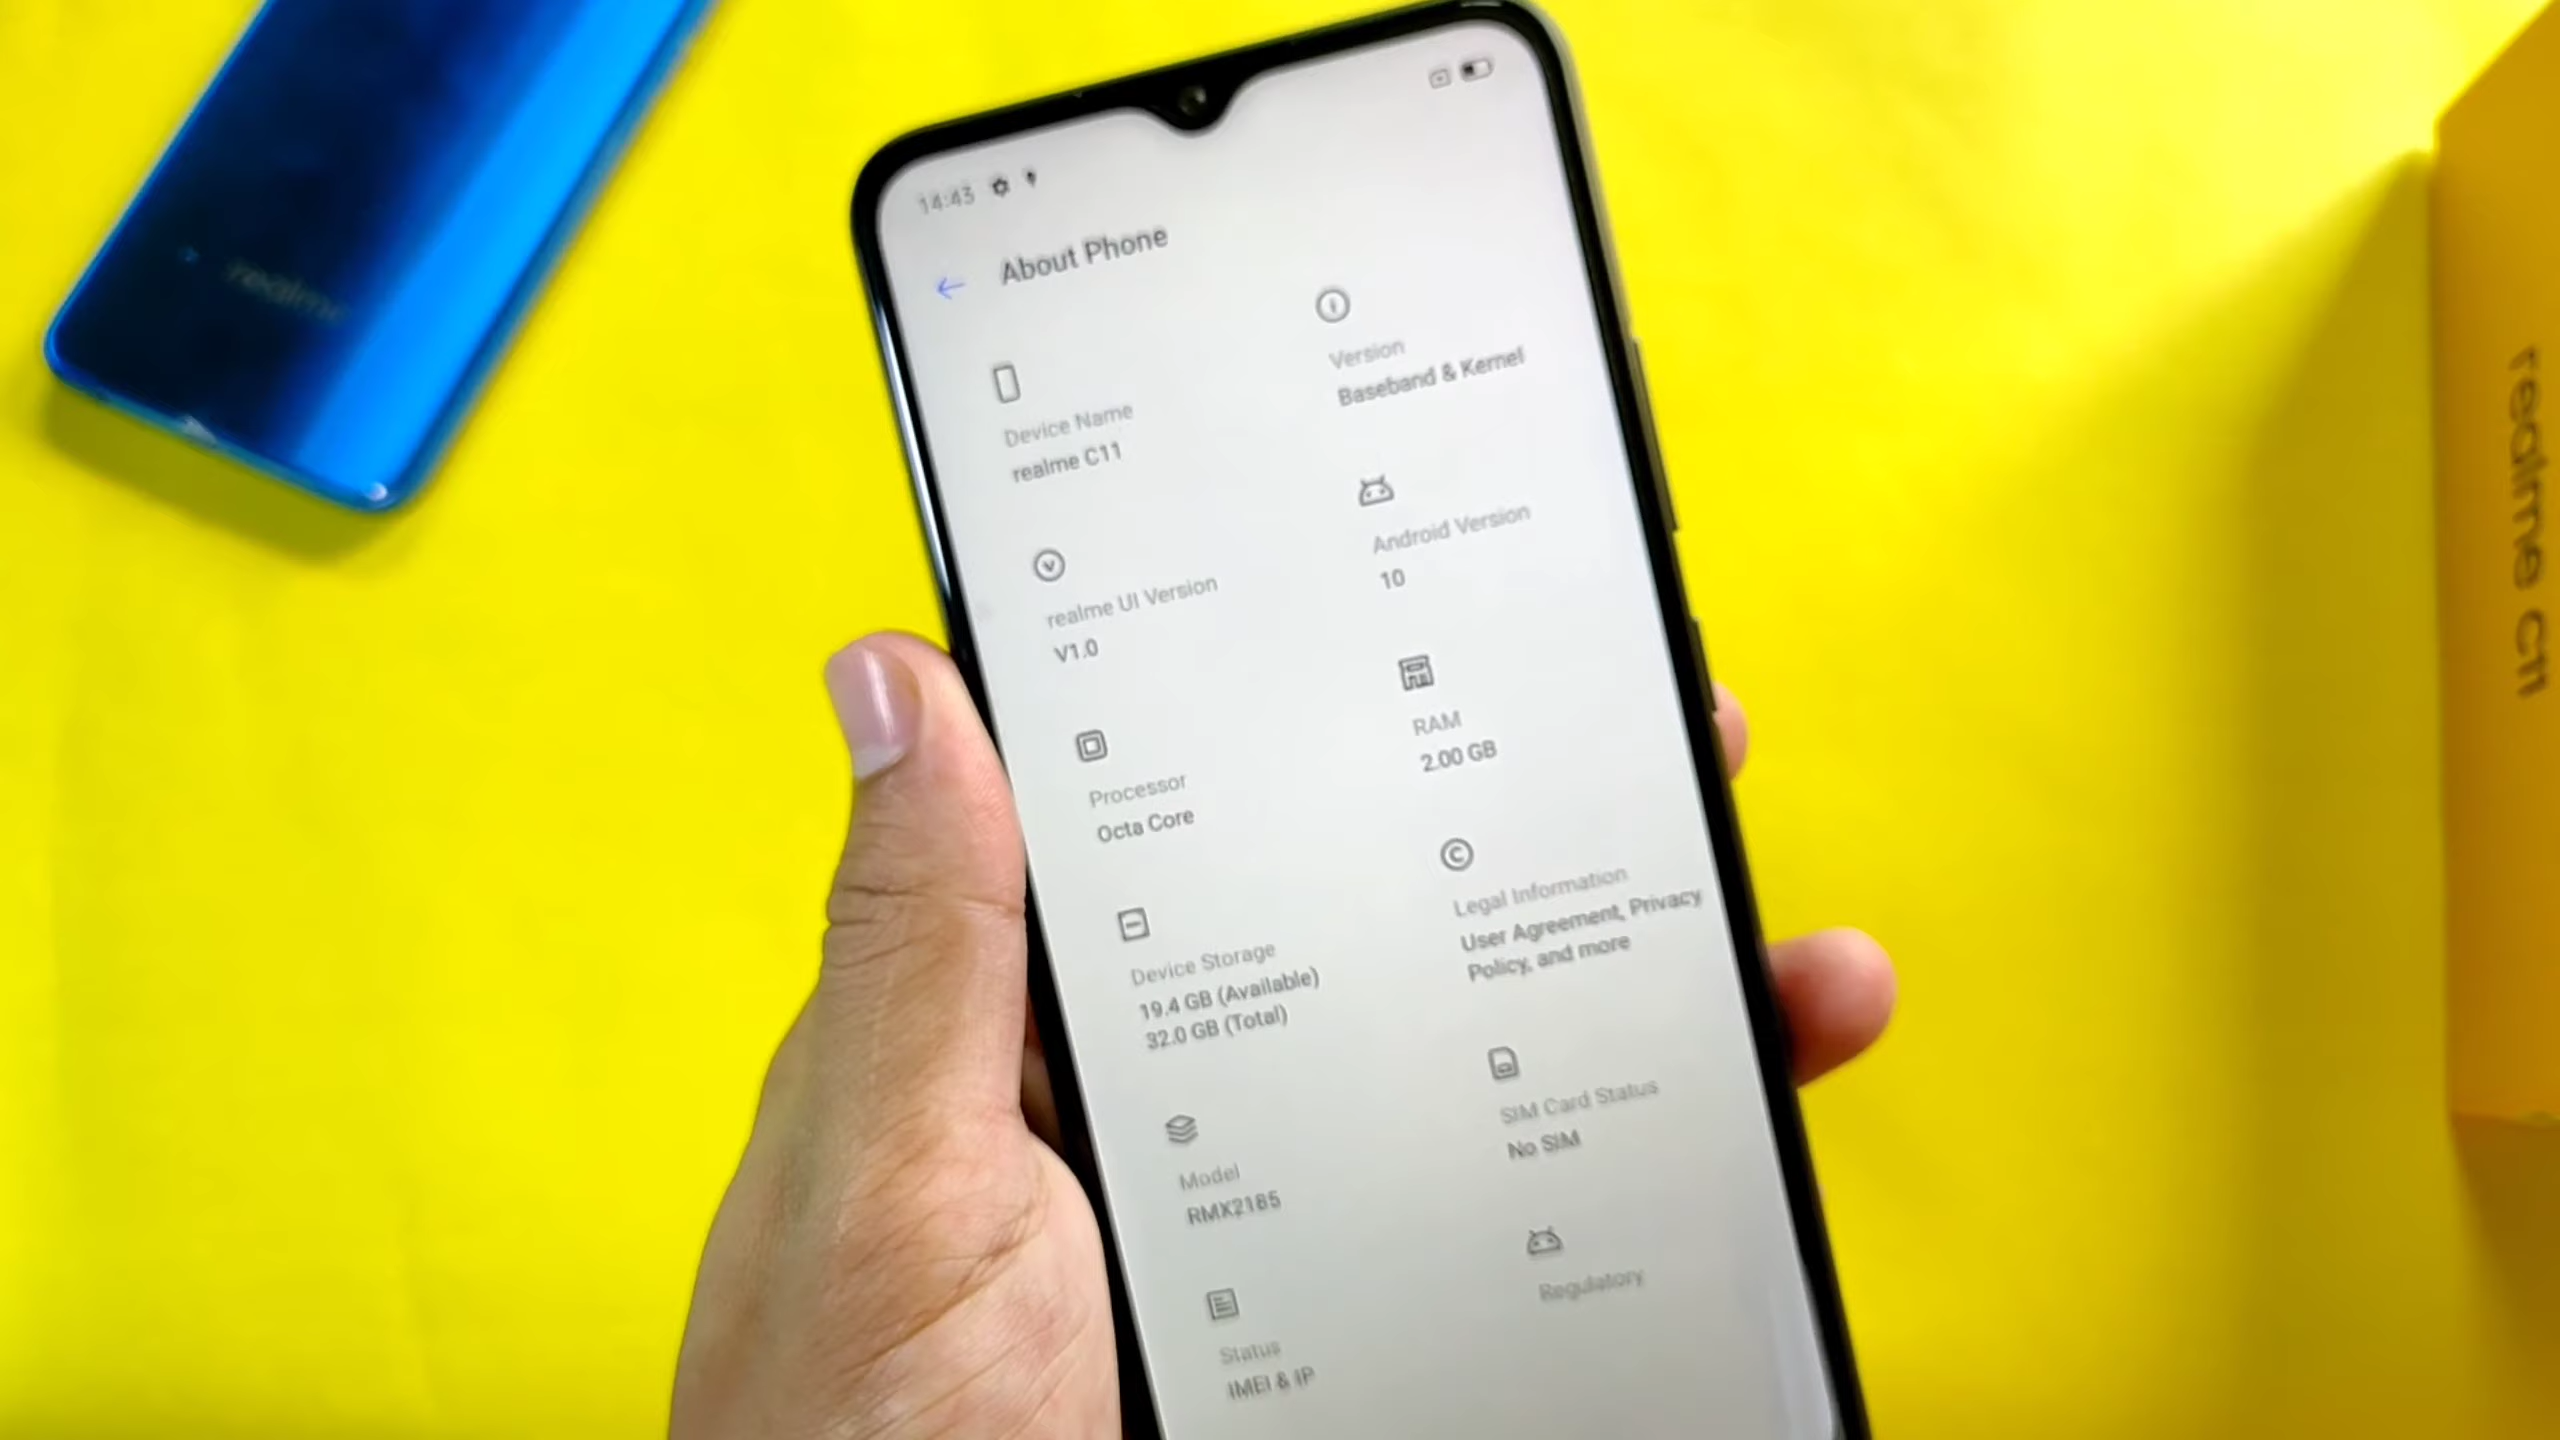 realme
14:43
About Phone
Device Name
realme C11
Version
Baseband & Kernel
realme UI Version
V1.0
Android Version
10
Processor
Octa Core
RAM
2.00 GB
Device Storage
19.4 GB (Available)
32.0 GB (Total)
Legal Information
User Agreement, Privacy
Policy, and more
Model
RMX2185
SIM Card Status
No SIM
Status
IMEI & IP
Regulatory
realme C11